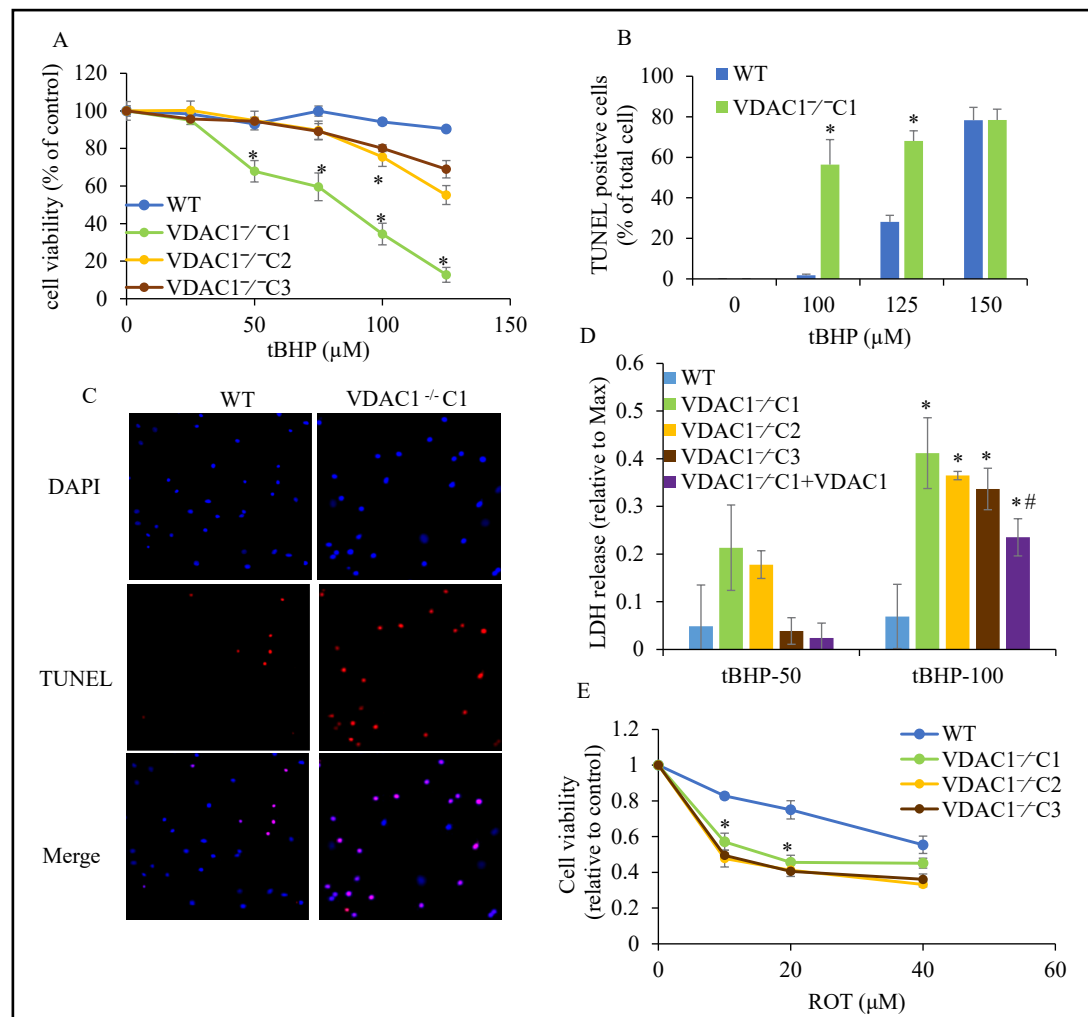 A
cell viability (% of control)
120
100
80
60
40
20
0
* * * * *
WT
VDAC1⁻/⁻C1
VDAC1⁻/⁻C2
VDAC1⁻/⁻C3
0 50 100 150
tBHP (µM)
B
TUNEL positeve cells
(% of total cell)
100
80
60
40
20
0
WT
VDAC1⁻/⁻C1
* *
0 100 125 150
tBHP (µM)
C
WT VDAC1 -/- C1
DAPI
TUNEL
Merge
D
LDH release (relative to Max)
0.6
0.5
0.4
0.3
0.2
0.1
0
WT
VDAC1⁻/⁻C1
VDAC1⁻/⁻C2
VDAC1⁻/⁻C3
VDAC1⁻/⁻C1+VDAC1
* * * *#
tBHP-50 tBHP-100
E
Cell viability
(relative to control)
1.2
1
0.8
0.6
0.4
0.2
0
WT
VDAC1⁻/⁻C1
VDAC1⁻/⁻C2
VDAC1⁻/⁻C3
* *
0 20 40 60
ROT (µM)